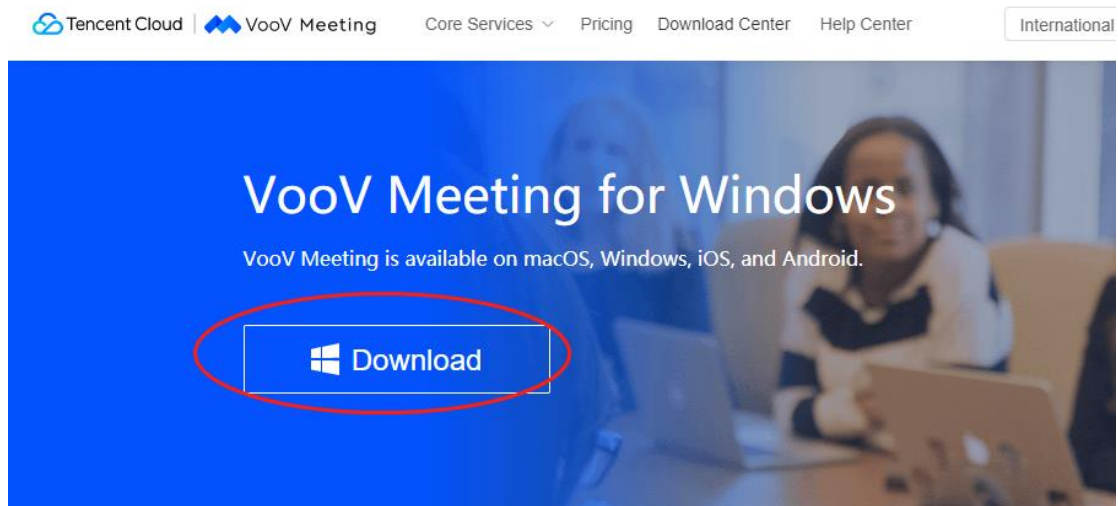 Tencent Cloud VooV Meeting Core Services Pricing Download Center Help Center International
VooV Meeting for Windows
VooV Meeting is available on macOS, Windows, iOS, and Android.
Download